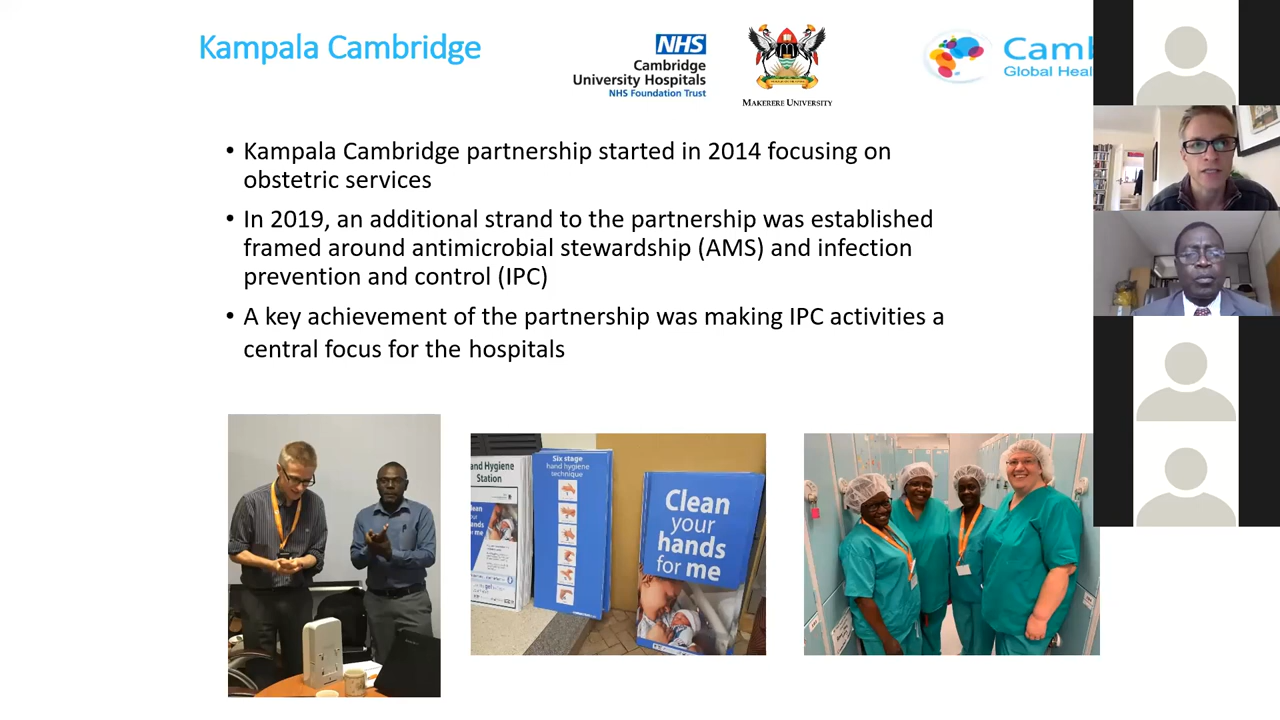 Kampala Cambridge
NHS
Cambridge
University Hospitals
NHS Foundation Trust
MAKERERE UNIVERSITY
Camb
Global Heal
• Kampala Cambridge partnership started in 2014 focusing on
obstetric services
• In 2019, an additional strand to the partnership was established
framed around antimicrobial stewardship (AMS) and infection
prevention and control (IPC)
• A key achievement of the partnership was making IPC activities a
central focus for the hospitals
and Hygiene
Station
Six stage
hand hygiene
technique
Clean
your
hands
for me